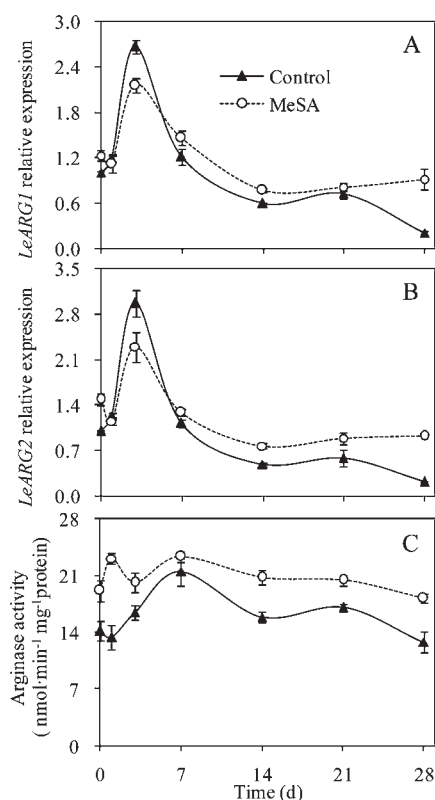 3.0
A
2.4
Control
MeSA
1.8
1.2
0.6
0.0
LeARG1 relative expression
3.5
B
2.8
2.1
1.4
0.7
0.0
LeARG2 relative expression
28
C
21
14
7
0
Arginase activity
( nmol·min⁻¹ mg⁻¹protein)
0 7 14 21 28
Time (d)